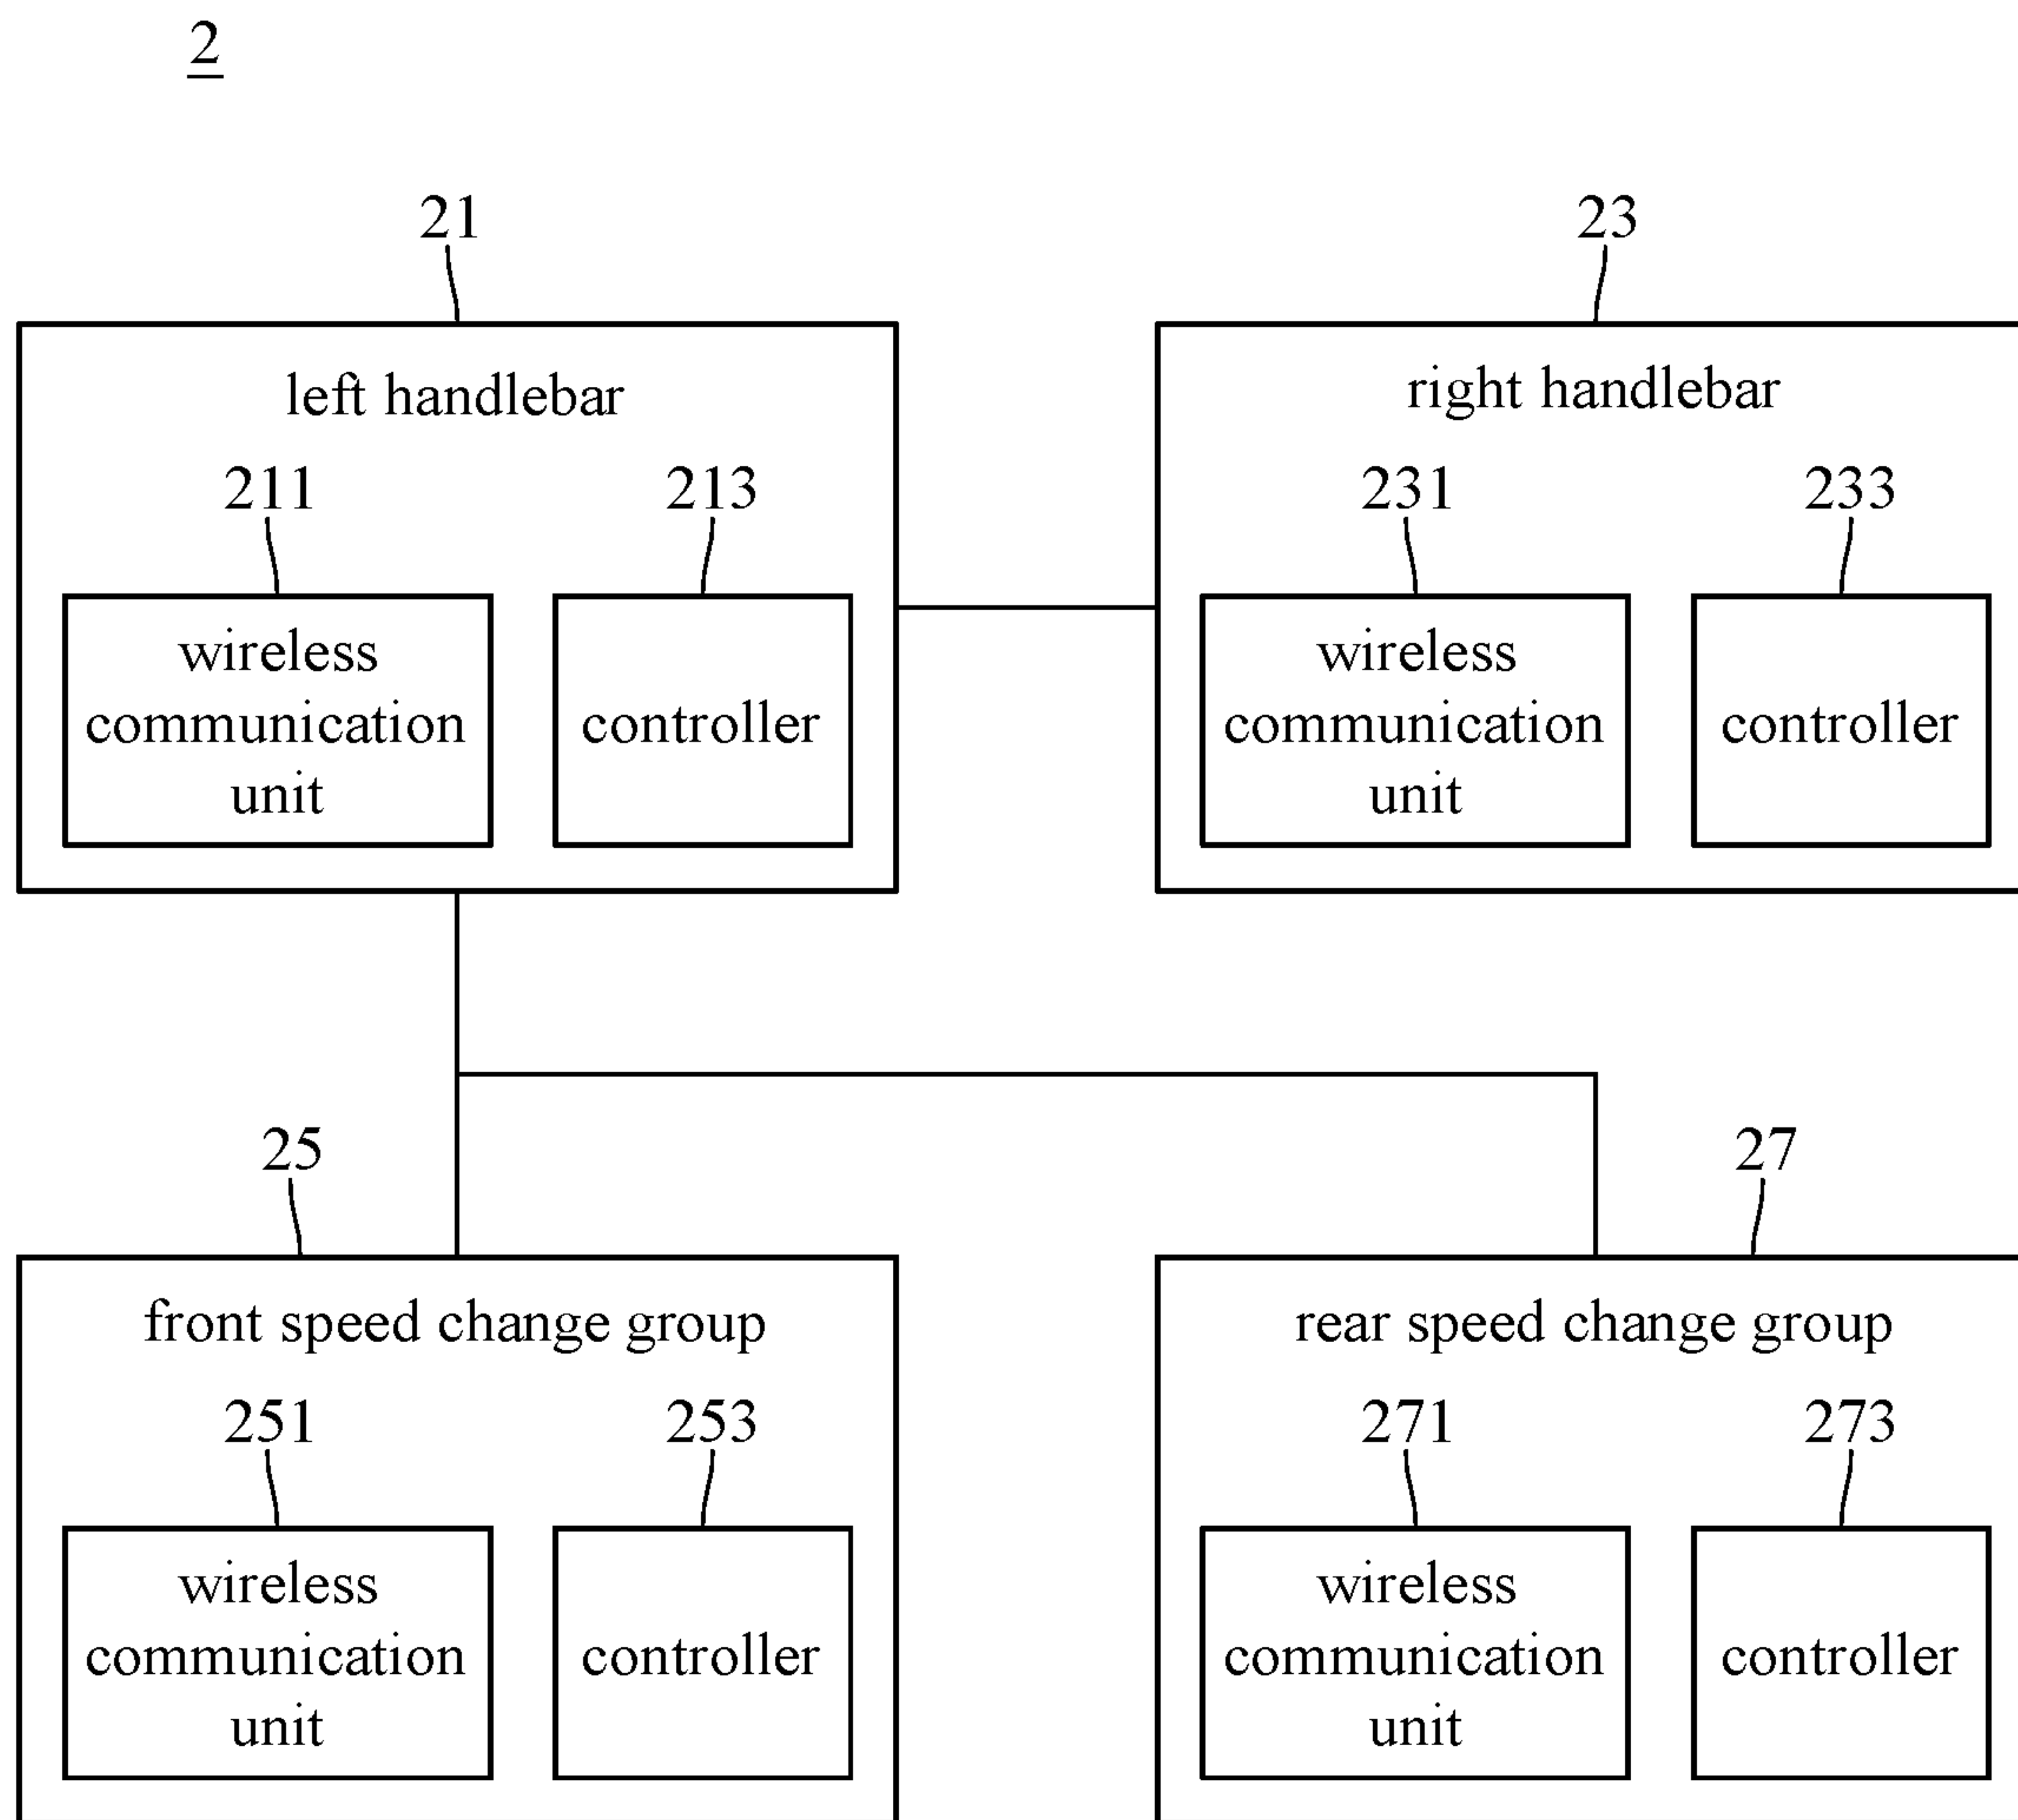 2
21
23
left handlebar
right handlebar
211
213
231
233
wireless
communication
unit
controller
wireless
communication
unit
controller
25
27
front speed change group
rear speed change group
251
253
271
273
wireless
communication
unit
controller
wireless
communication
unit
controller